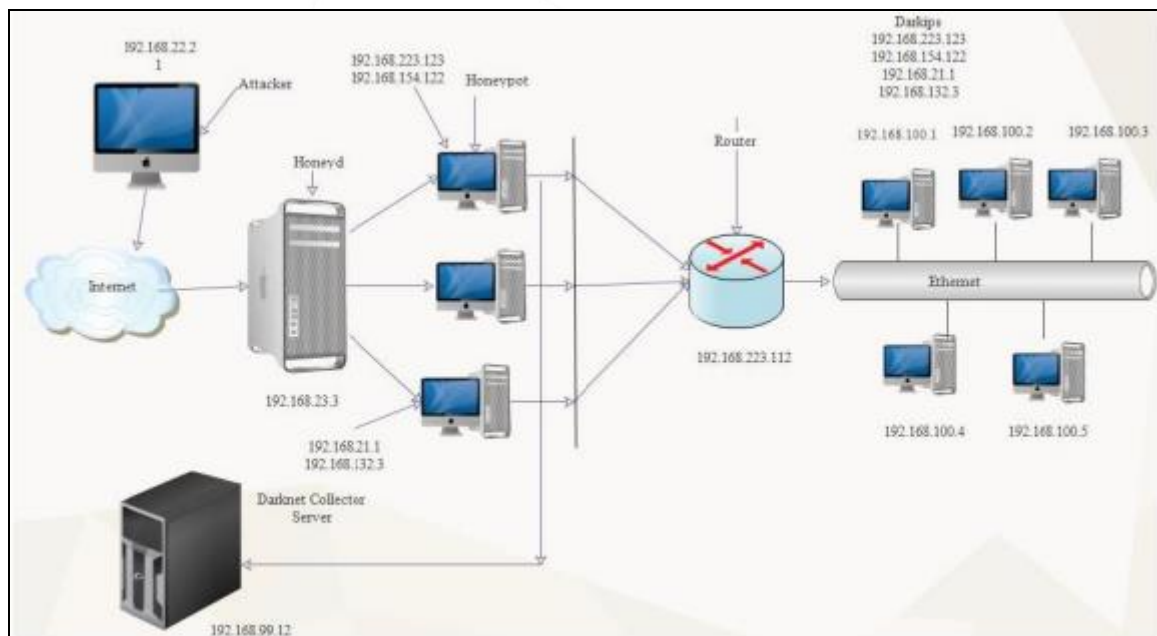 192.168.22.2
1
Attacker
192.168.223.123
192.168.154.122
Honeypot
Darkips
192.168.223.123
192.168.154.122
192.168.21.1
192.168.132.3
Router
192.168.100.1
192.168.100.2
192.168.100.3
Honeyd
Internet
Ethernet
192.168.223.112
192.168.23.3
192.168.100.4
192.168.100.5
192.168.21.1
192.168.132.3
Darknet Collector
Server
192.168.99.12